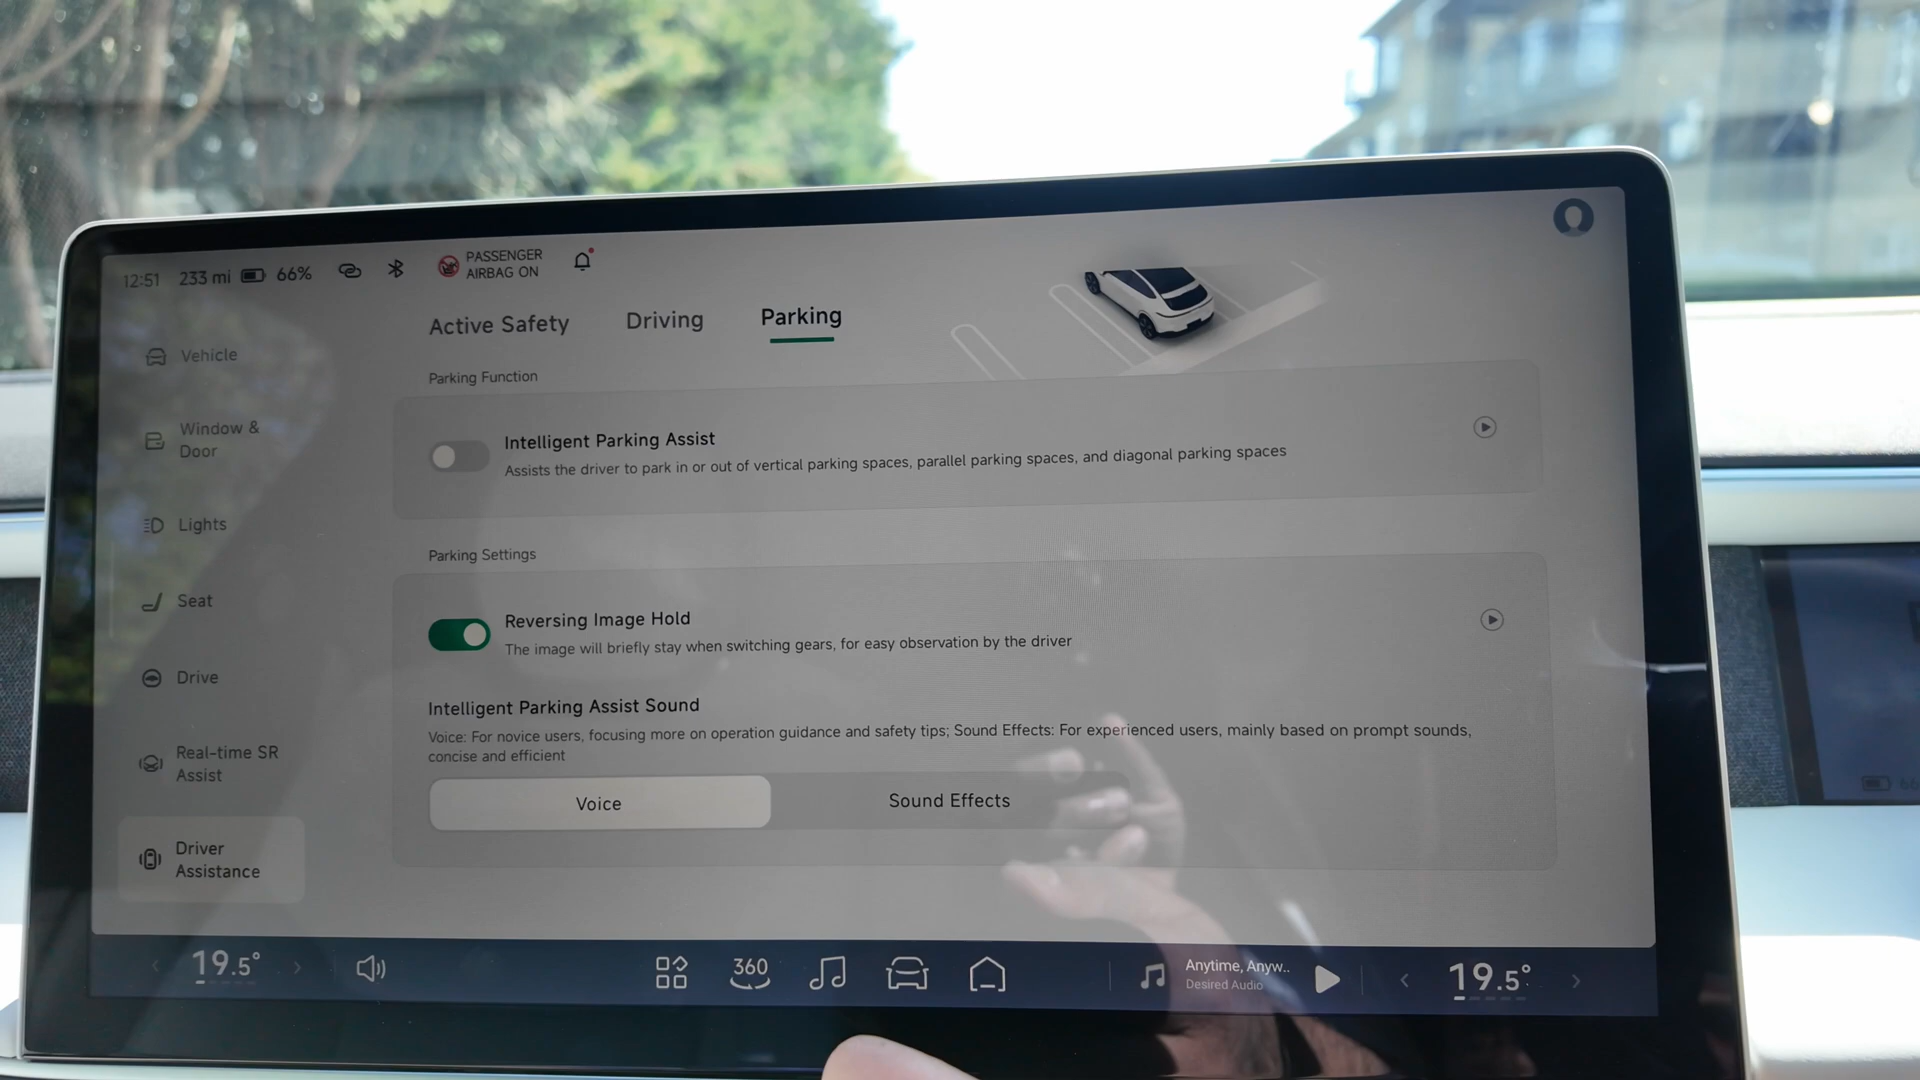 12:51 233 mi 66% PASSENGER
AIRBAG ON
Active Safety Driving Parking
Vehicle
Window &
Door
Lights
Seat
Drive
Real-time SR
Assist
Driver
Assistance
Parking Function
Intelligent Parking Assist
Assists the driver to park in or out of vertical parking spaces, parallel parking spaces, and diagonal parking spaces
Parking Settings
Reversing Image Hold
The image will briefly stay when switching gears, for easy observation by the driver
Intelligent Parking Assist Sound
Voice: For novice users, focusing more on operation guidance and safety tips; Sound Effects: For experienced users, mainly based on prompt sounds,
concise and efficient
Voice Sound Effects
19.5° 360 Anytime, Anyw.. 19.5°
Desired Audio